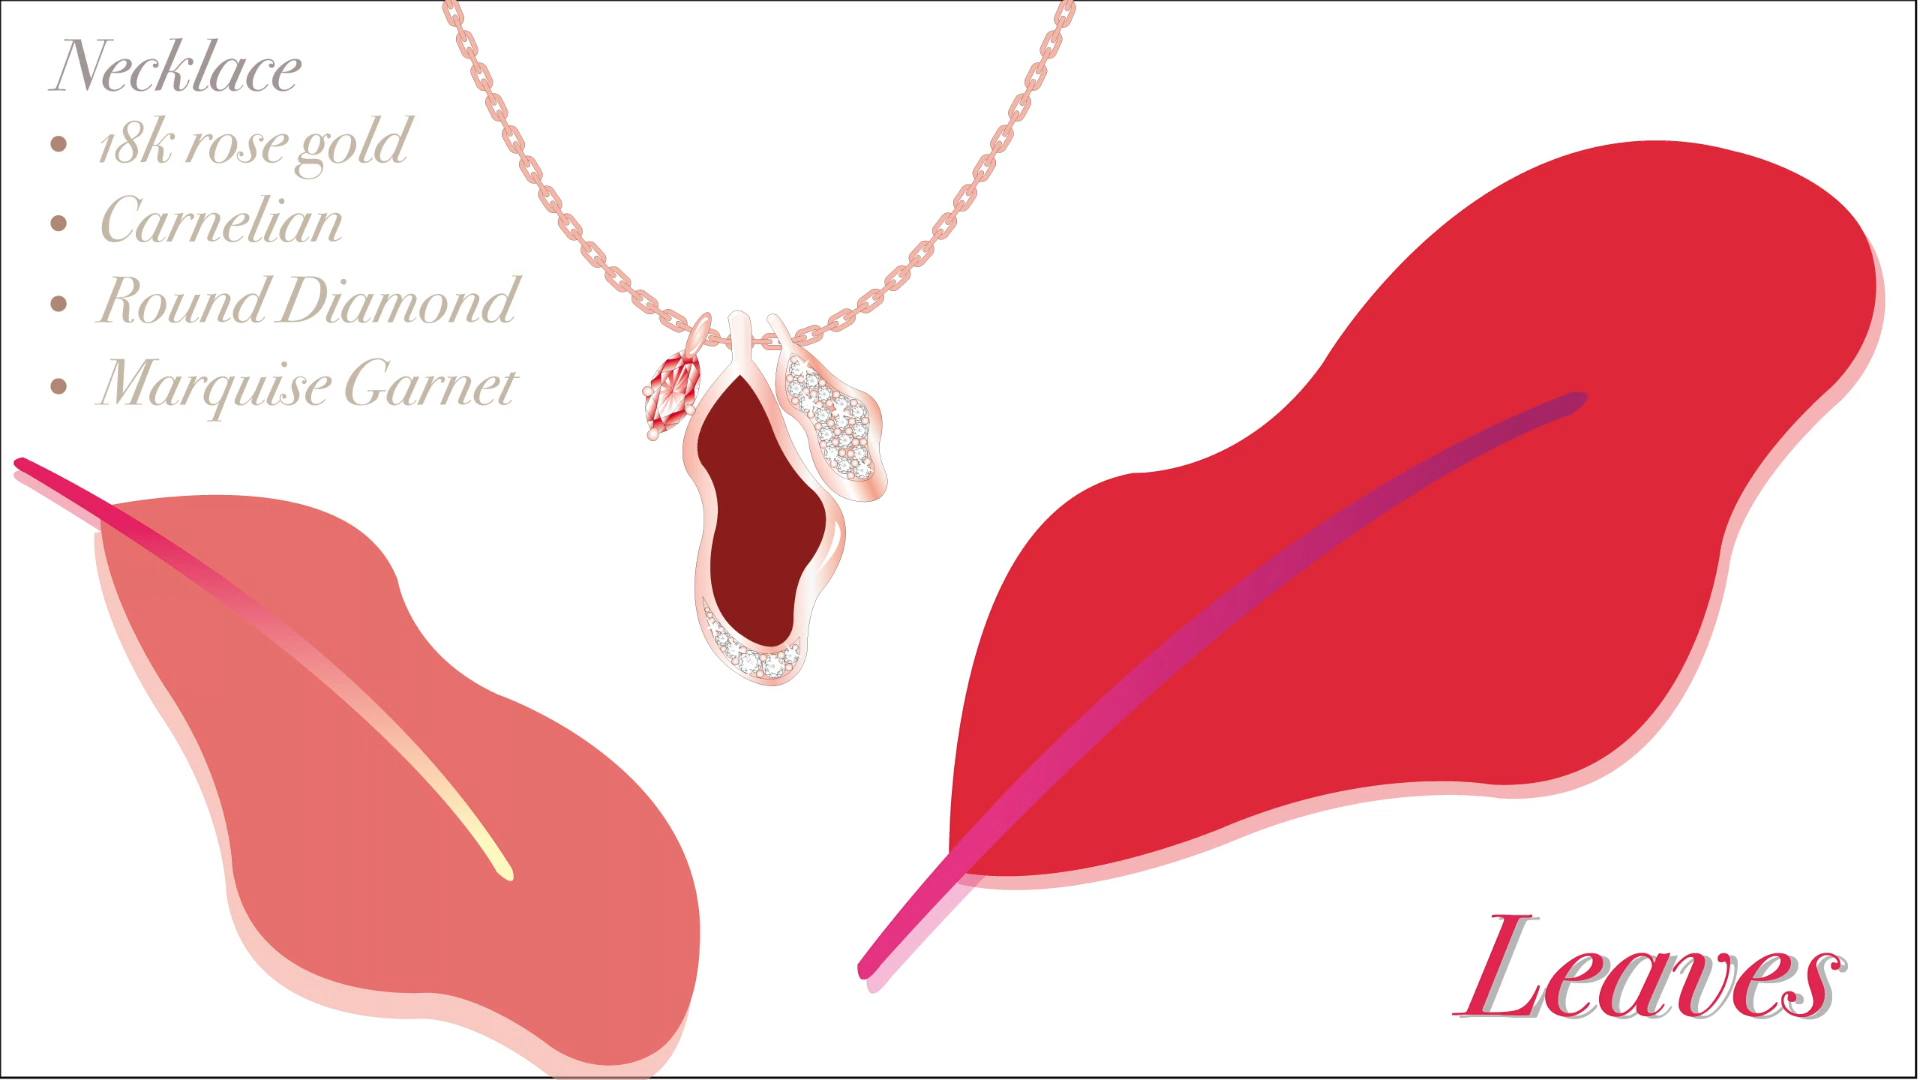 Necklace
• 18k rose gold
• Carnelian
• Round Diamond
• Marquise Garnet
Leaves